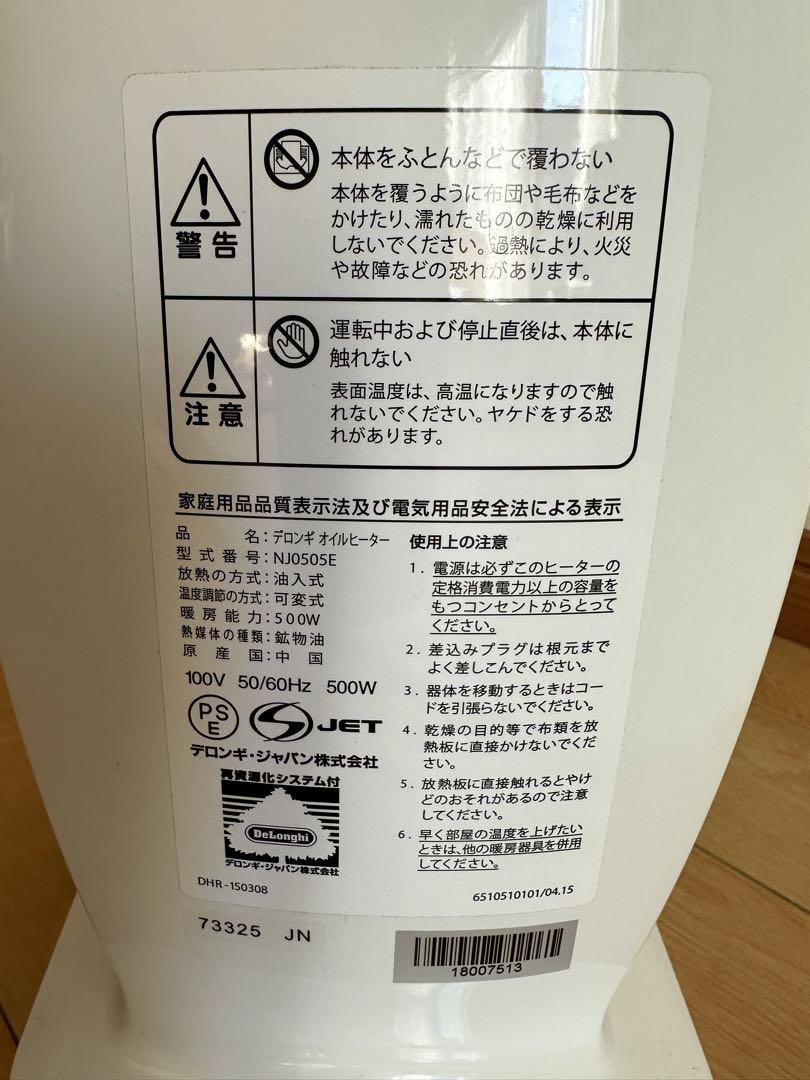 警告
本体をふとんなどで覆わない
本体を覆うように布団や毛布などを
かけたり、濡れたものの乾燥に利用
しないでください。過熱により、火災
や故障などの恐れがあります。
注意
運転中および停止直後は、本体に
触れない
表面温度は、高温になりますので触
れないでください。ヤケドをする恐
れがあります。
家庭用品品質表示法及び電気用品安全法による表示
品名：デロンギ オイルヒーター
型式番号：NJ0505E
放熱の方式：油入式
温度調節の方式：可変式
暖房能力：500W
熱媒体の種類：鉱物油
原産国：中国
100V 50/60Hz 500W
PS
E
JET
デロンギ・ジャパン株式会社
再資源化システム付
DeLonghi
デロンギ・ジャパン株式会社
DHR-150308
使用上の注意
1. 電源は必ずこのヒーターの
定格消費電力以上の容量を
もつコンセントからとって
ください。
2. 差込みプラグは根元まで
よく差しこんでください。
3. 器体を移動するときはコー
ドを引張らないでください。
4. 乾燥の目的等で布類を放
熱板に直接かけないでくだ
さい。
5. 放熱板に直接触れるとやけ
どのおそれがあるので注意
してください。
6. 早く部屋の温度を上げたい
ときは、他の暖房器具を併用
してください。
6510510101/04.15
73325 JN
18007513